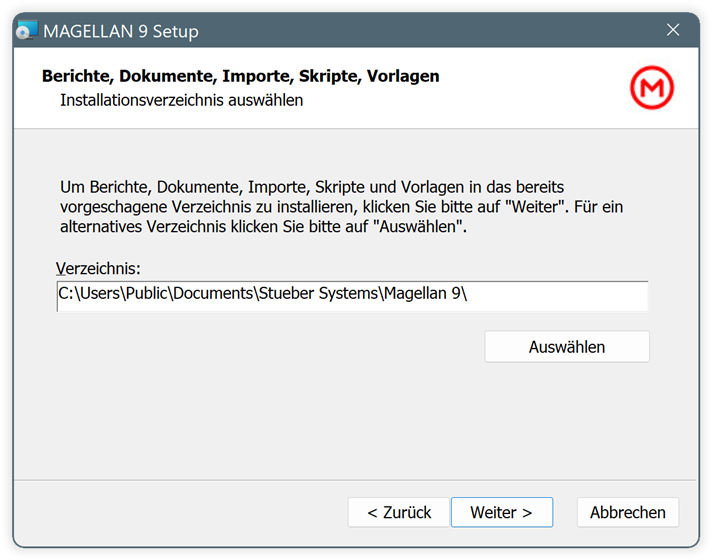 MAGELLAN 9 Setup
Berichte, Dokumente, Importe, Skripte, Vorlagen
Installationsverzeichnis auswählen
M
Um Berichte, Dokumente, Importe, Skripte und Vorlagen in das bereits
vorgeschagene Verzeichnis zu installieren, klicken Sie bitte auf "Weiter". Für ein
alternatives Verzeichnis klicken Sie bitte auf "Auswählen".
Verzeichnis:
C:\Users\Public\Documents\Stueber Systems\Magellan 9\
Auswählen
< Zurück
Weiter >
Abbrechen